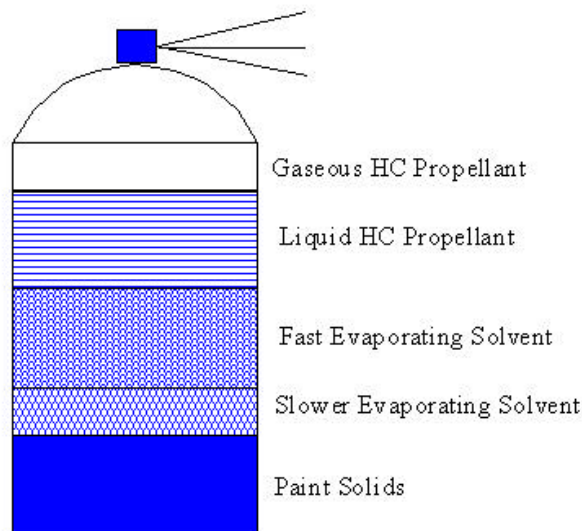 Gaseous HC Propellant
Liquid HC Propellant
Fast Evaporating Solvent
Slower Evaporating Solvent
Paint Solids